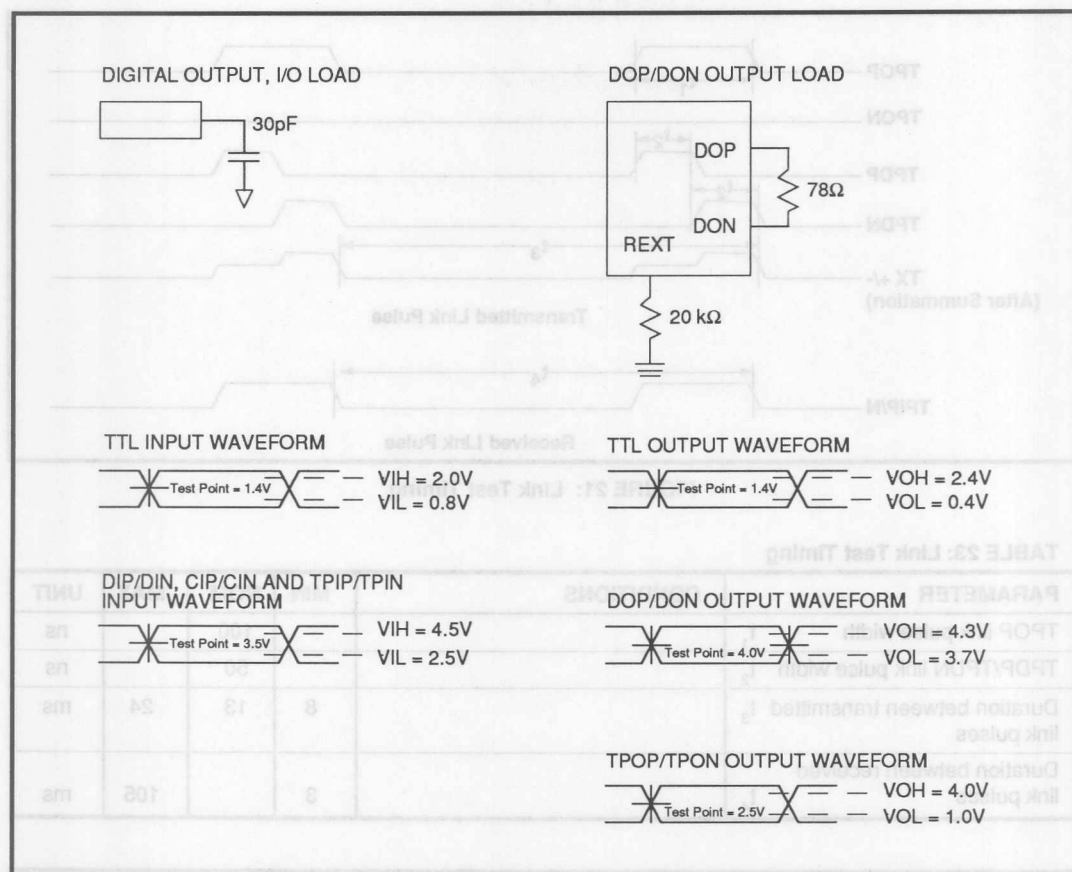 DIGITAL OUTPUT, I/O LOAD
30pF
DOP/DON OUTPUT LOAD
DOP
78Ω
DON
REXT
20 kΩ
TTL INPUT WAVEFORM
Test Point = 1.4V
VIH = 2.0V
VIL = 0.8V
TTL OUTPUT WAVEFORM
Test Point = 1.4V
VOH = 2.4V
VOL = 0.4V
DIP/DIN, CIP/CIN AND TPIP/TPIN
INPUT WAVEFORM
Test Point = 3.5V
VIH = 4.5V
VIL = 2.5V
DOP/DON OUTPUT WAVEFORM
Test Point = 4.0V
VOH = 4.3V
VOL = 3.7V
TPOP/TPON OUTPUT WAVEFORM
Test Point = 2.5V
VOH = 4.0V
VOL = 1.0V